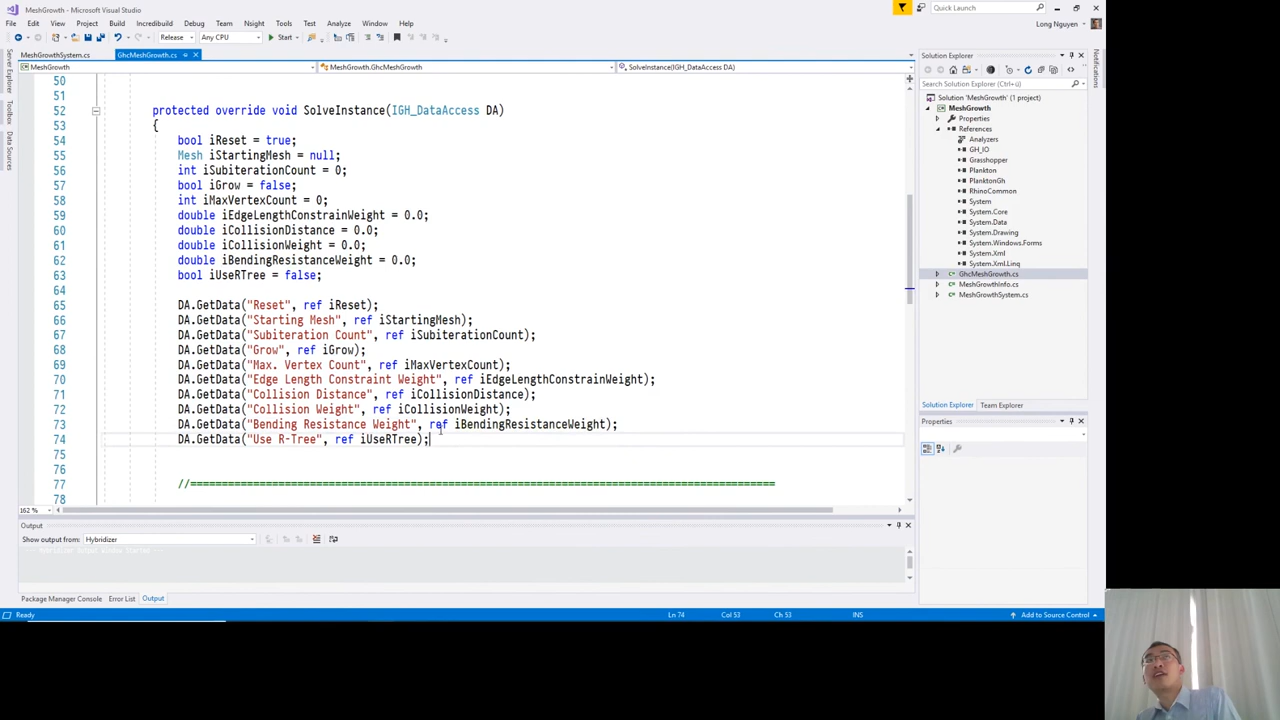 MeshGrowth - Microsoft Visual Studio
Quick Launch (Ctrl+Q)
File Edit View Project Build Incredibuild Debug Team Nsight Tools Test Analyze Window Help
Long Nguyen
Release Any CPU Start
MeshGrowthSystem.cs GhcMeshGrowth.cs
MeshGrowth MeshGrowth.GhcMeshGrowth SolveInstance(IGH_DataAccess DA)
Server Explorer
Toolbox
Data Sources
50
51
52 protected override void SolveInstance(IGH_DataAccess DA)
53 {
54 bool iReset = true;
55 Mesh iStartingMesh = null;
56 int iSubiterationCount = 0;
57 bool iGrow = false;
58 int iMaxVertexCount = 0;
59 double iEdgeLengthConstrainWeight = 0.0;
60 double iCollisionDistance = 0.0;
61 double iCollisionWeight = 0.0;
62 double iBendingResistanceWeight = 0.0;
63 bool iUseRTree = false;
64
65 DA.GetData("Reset", ref iReset);
66 DA.GetData("Starting Mesh", ref iStartingMesh);
67 DA.GetData("Subiteration Count", ref iSubiterationCount);
68 DA.GetData("Grow", ref iGrow);
69 DA.GetData("Max. Vertex Count", ref iMaxVertexCount);
70 DA.GetData("Edge Length Constraint Weight", ref iEdgeLengthConstrainWeight);
71 DA.GetData("Collision Distance", ref iCollisionDistance);
72 DA.GetData("Collision Weight", ref iCollisionWeight);
73 DA.GetData("Bending Resistance Weight", ref iBendingResistanceWeight);
74 DA.GetData("Use R-Tree", ref iUseRTree);
75
76
77 //=============================================================================================
78
162 %
Output
Show output from: Hybridizer
--- Hybridizer Output Window Started ---
Package Manager Console Error List Output
Ready Ln 74 Col 53 Ch 53 INS Add to Source Control
Solution Explorer
Search Solution Explorer (Ctrl+ü)
Solution 'MeshGrowth' (1 project)
MeshGrowth
Properties
References
Analyzers
GH_IO
Grasshopper
Plankton
PlanktonGh
RhinoCommon
System
System.Core
System.Data
System.Drawing
System.Windows.Forms
System.Xml
System.Xml.Linq
GhcMeshGrowth.cs
MeshGrowthInfo.cs
MeshGrowthSystem.cs
Solution Explorer Team Explorer
Properties
Notifications